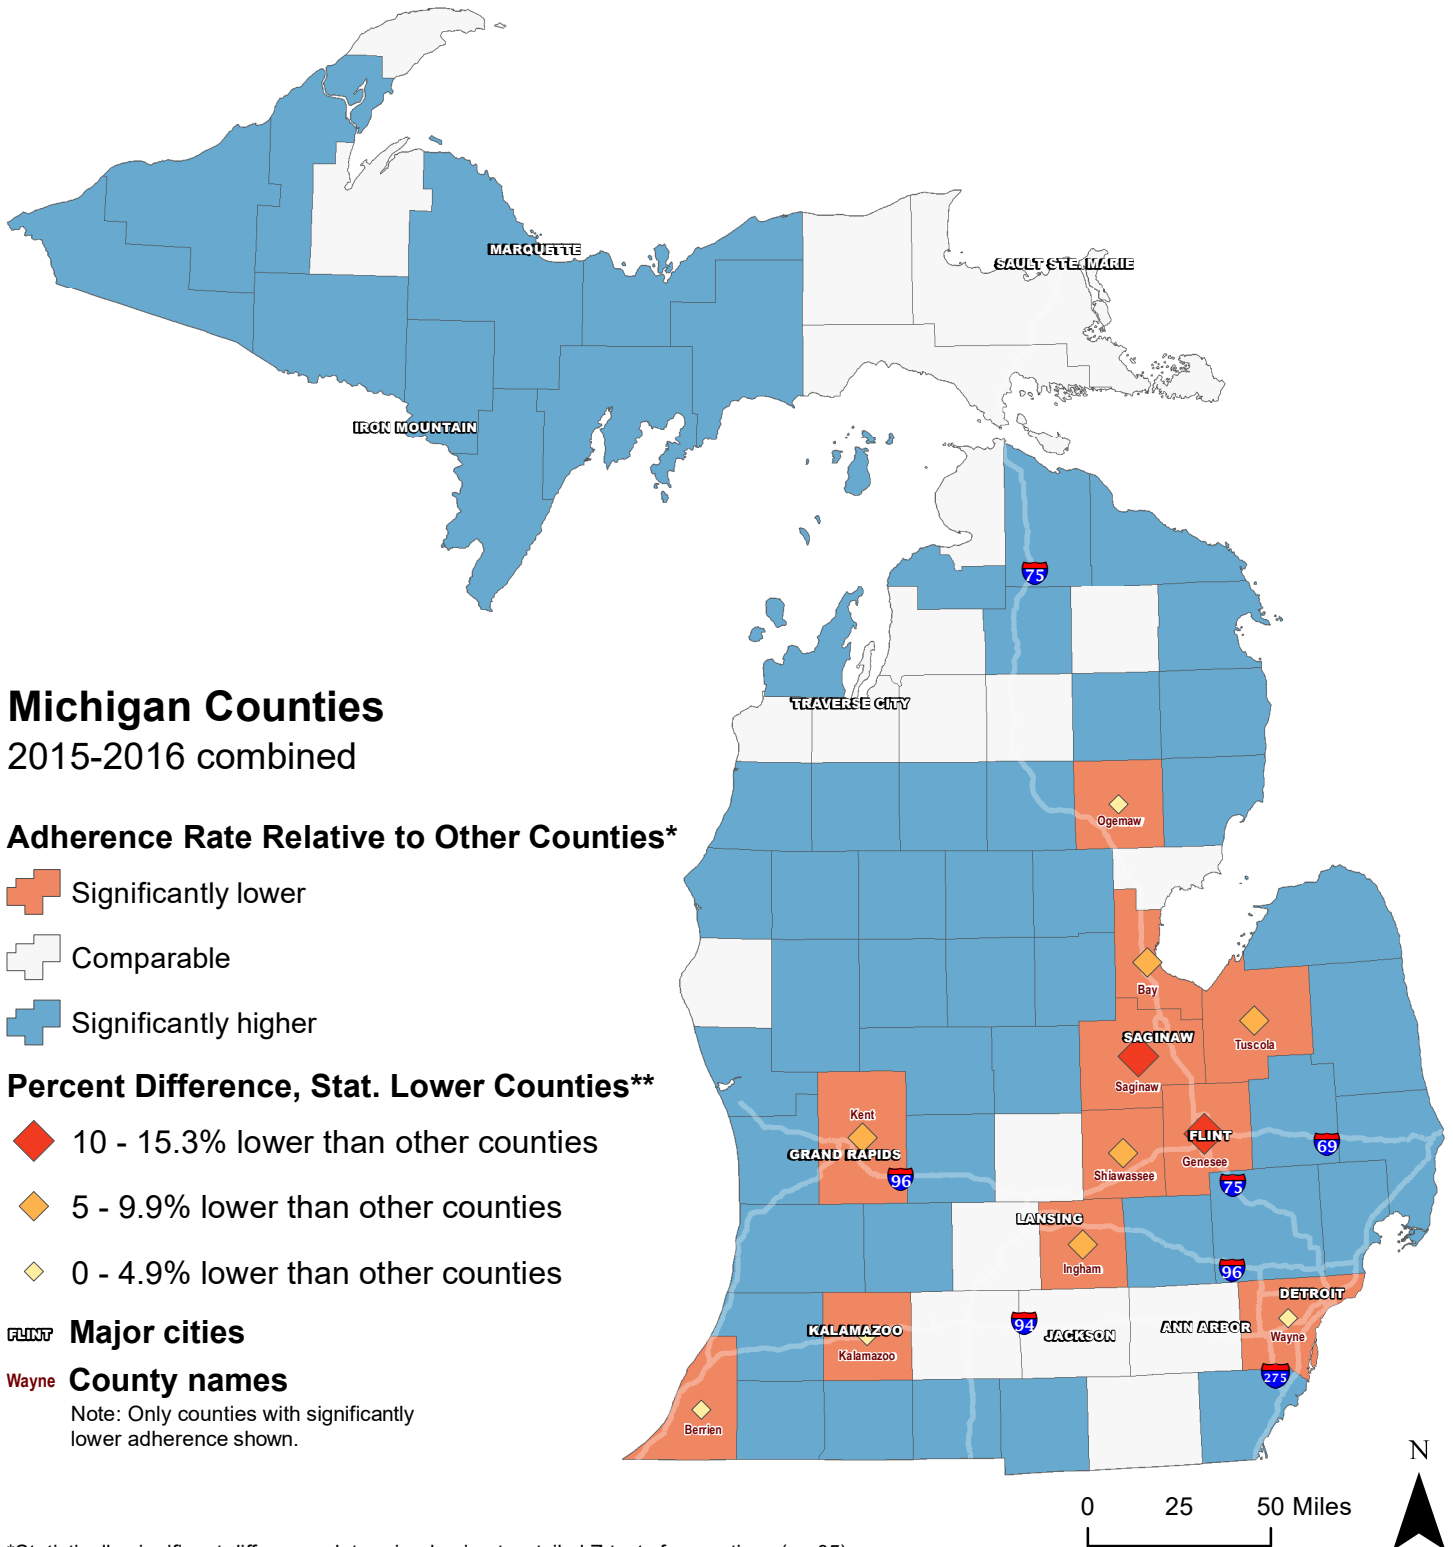 MARQUETTE
SAULT STE. MARIE
IRON MOUNTAIN
75
TRAVERSE CITY
Michigan Counties
2015-2016 combined
Adherence Rate Relative to Other Counties*
Significantly lower
Comparable
Significantly higher
Percent Difference, Stat. Lower Counties**
10 - 15.3% lower than other counties
5 - 9.9% lower than other counties
0 - 4.9% lower than other counties
FLINT Major cities
Wayne County names
Note: Only counties with significantly
lower adherence shown.
Ogemaw
Bay
SAGINAW
Tuscola
Saginaw
Kent
GRAND RAPIDS
96
FLINT
Genesee
Shiawassee
69
75
LANSING
Ingham
96
DETROIT
Wayne
KALAMAZOO
Kalamazoo
94
JACKSON
ANN ARBOR
275
Berrien
N
0 25 50 Miles